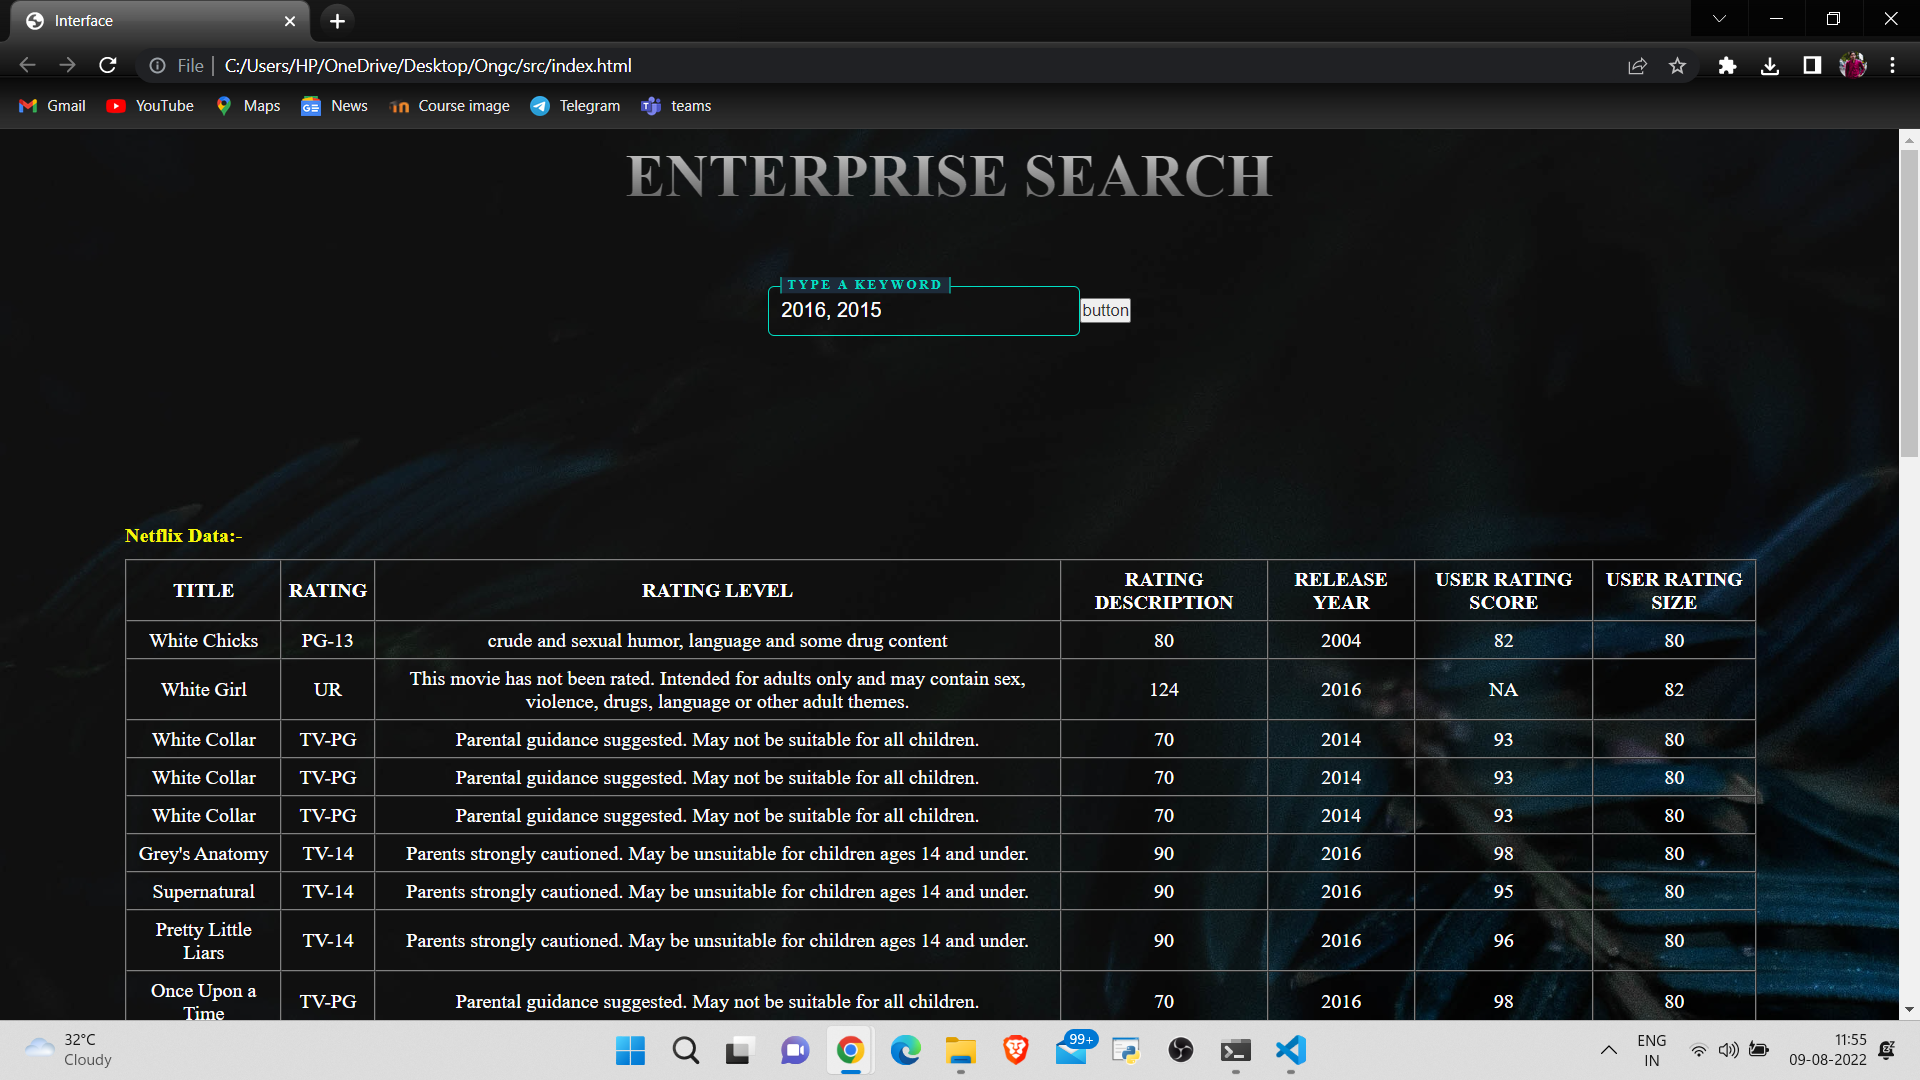 Interface
File
C:/Users/HP/OneDrive/Desktop/Ongc/src/index.html
Gmail YouTube Maps News Course image Telegram teams
ENTERPRISE SEARCH
TYPE A KEYWORD
2016, 2015
button
Netflix Data:-
TITLE RATING RATING LEVEL RATING DESCRIPTION RELEASE YEAR USER RATING SCORE USER RATING SIZE
White Chicks PG-13 crude and sexual humor, language and some drug content 80 2004 82 80
White Girl UR This movie has not been rated. Intended for adults only and may contain sex, violence, drugs, language or other adult themes. 124 2016 NA 82
White Collar TV-PG Parental guidance suggested. May not be suitable for all children. 70 2014 93 80
White Collar TV-PG Parental guidance suggested. May not be suitable for all children. 70 2014 93 80
White Collar TV-PG Parental guidance suggested. May not be suitable for all children. 70 2014 93 80
Grey's Anatomy TV-14 Parents strongly cautioned. May be unsuitable for children ages 14 and under. 90 2016 98 80
Supernatural TV-14 Parents strongly cautioned. May be unsuitable for children ages 14 and under. 90 2016 95 80
Pretty Little Liars TV-14 Parents strongly cautioned. May be unsuitable for children ages 14 and under. 90 2016 96 80
Once Upon a Time TV-PG Parental guidance suggested. May not be suitable for all children. 70 2016 98 80
32°C
Cloudy
99+
ENG
IN
11:55
09-08-2022